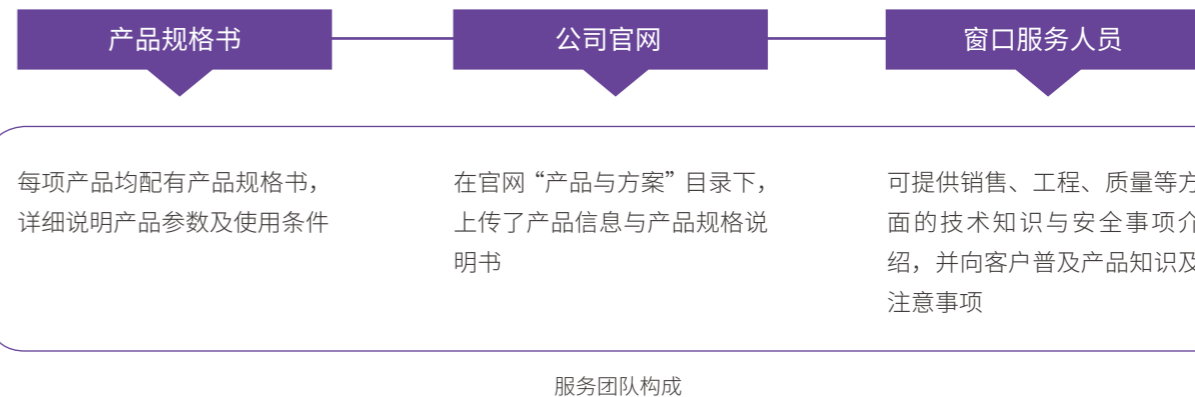 产品规格书
公司官网
窗口服务人员
每项产品均配有产品规格书，
详细说明产品参数及使用条件
在官网“产品与方案”目录下，
上传了产品信息与产品规格说
明书
可提供销售、工程、质量等方
面的技术知识与安全事项介
绍，并向客户普及产品知识及
注意事项
服务团队构成